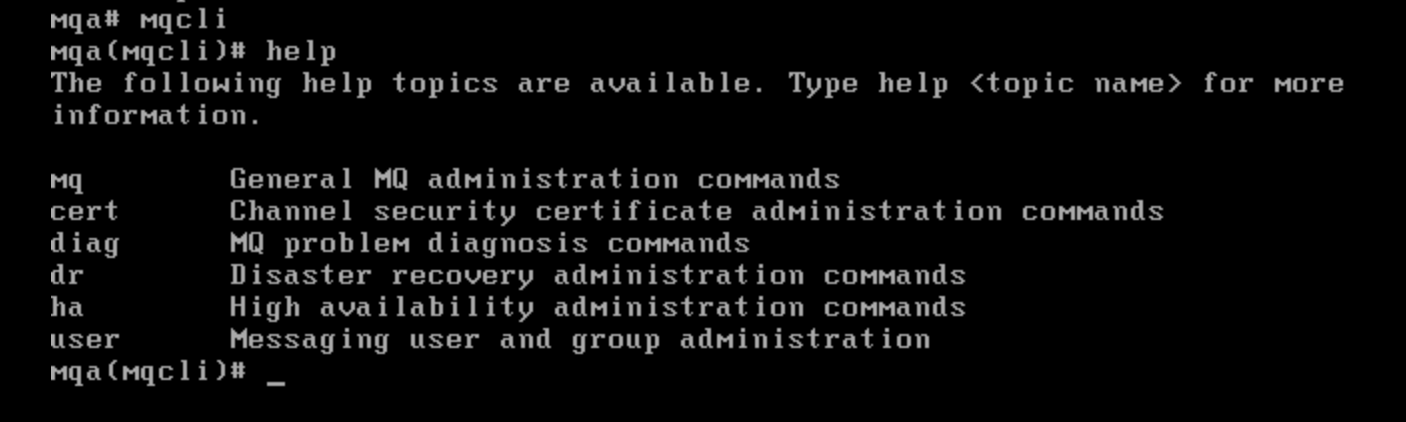 mqa# mqcli
mqa(mqcli)# help
The following help topics are available. Type help <topic name> for more
information.
mq General MQ administration commands
cert Channel security certificate administration commands
diag MQ problem diagnosis commands
dr Disaster recovery administration commands
ha High availability administration commands
user Messaging user and group administration
mqa(mqcli)# _